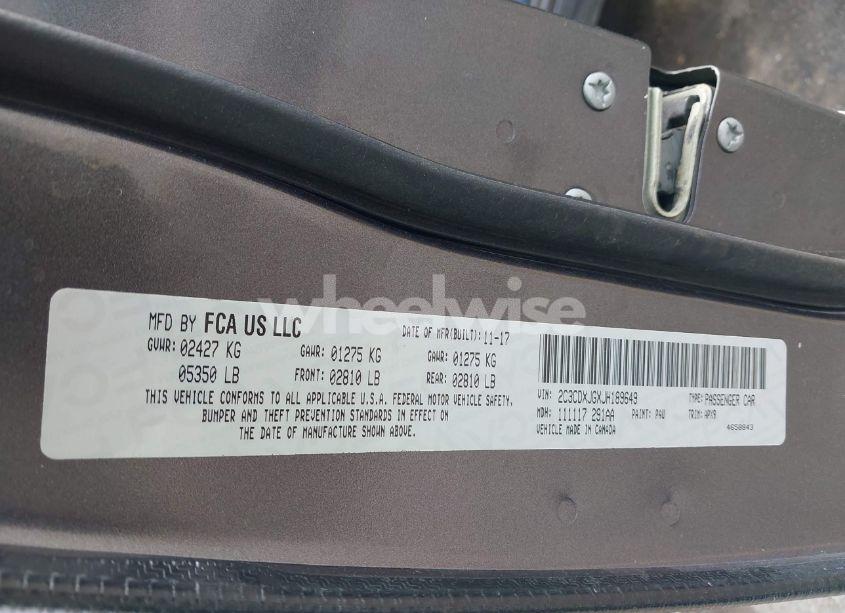 wheelwise
MFD BY FCA US LLC
DATE OF MFR(BUILT): 11-17
GVWR: 02427 KG
GAWR: 01275 KG
GAWR: 01275 KG
05350 LB
FRONT: 02810 LB
REAR: 02810 LB
THIS VEHICLE CONFORMS TO ALL APPLICABLE U.S.A. FEDERAL MOTOR VEHICLE SAFETY,
BUMPER AND THEFT PREVENTION STANDARDS IN EFFECT ON
THE DATE OF MANUFACTURE SHOWN ABOVE.
VIN: 2C3CDXJGXJH189649
TYPE: PASSENGER CAR
MDH: 111117 291AA
PAINT: PAU
TRIM: APX9
VEHICLE MADE IN CANADA
4658843